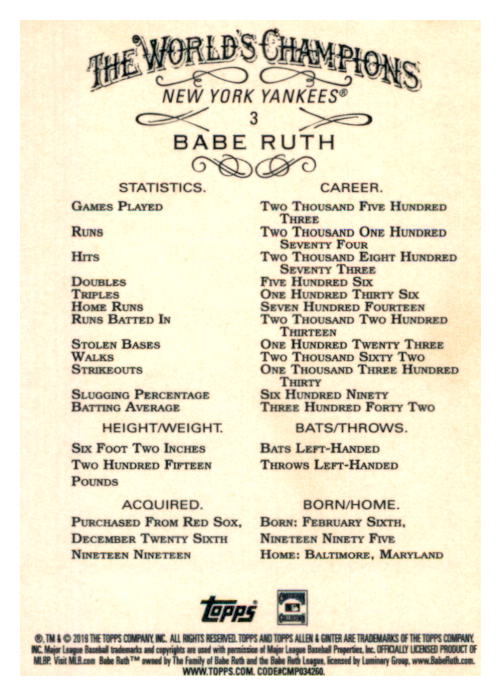 THE WORLD'S CHAMPIONS
NEW YORK YANKEES®
3
BABE RUTH
STATISTICS. CAREER.
GAMES PLAYED TWO THOUSAND FIVE HUNDRED
THREE
RUNS TWO THOUSAND ONE HUNDRED
SEVENTY FOUR
HITS TWO THOUSAND EIGHT HUNDRED
SEVENTY THREE
DOUBLES FIVE HUNDRED SIX
TRIPLES ONE HUNDRED THIRTY SIX
HOME RUNS SEVEN HUNDRED FOURTEEN
RUNS BATTED IN TWO THOUSAND TWO HUNDRED
THIRTEEN
STOLEN BASES ONE HUNDRED TWENTY THREE
WALKS TWO THOUSAND SIXTY TWO
STRIKEOUTS ONE THOUSAND THREE HUNDRED
THIRTY
SLUGGING PERCENTAGE SIX HUNDRED NINETY
BATTING AVERAGE THREE HUNDRED FORTY TWO
HEIGHT/WEIGHT. BATS/THROWS.
SIX FOOT TWO INCHES BATS LEFT-HANDED
TWO HUNDRED FIFTEEN THROWS LEFT-HANDED
POUNDS
ACQUIRED. BORN/HOME.
PURCHASED FROM RED SOX, BORN: FEBRUARY SIXTH,
DECEMBER TWENTY SIXTH NINETEEN NINETY FIVE
NINETEEN NINETEEN HOME: BALTIMORE, MARYLAND
topps
®, TM & © 2019 THE TOPPS COMPANY, INC. ALL RIGHTS RESERVED. TOPPS AND TOPPS ALLEN & GINTER ARE TRADEMARKS OF THE TOPPS COMPANY,
INC. Major League Baseball trademarks and copyrights are used with permission of Major League Baseball Properties, Inc. OFFICIALLY LICENSED PRODUCT OF
MLBP. Visit MLB.com Babe Ruth™ owned by The Family of Babe Ruth and the Babe Ruth League, licensed by Luminary Group, www.BabeRuth.com.
WWW.TOPPS.COM. CODE#CMP034260.